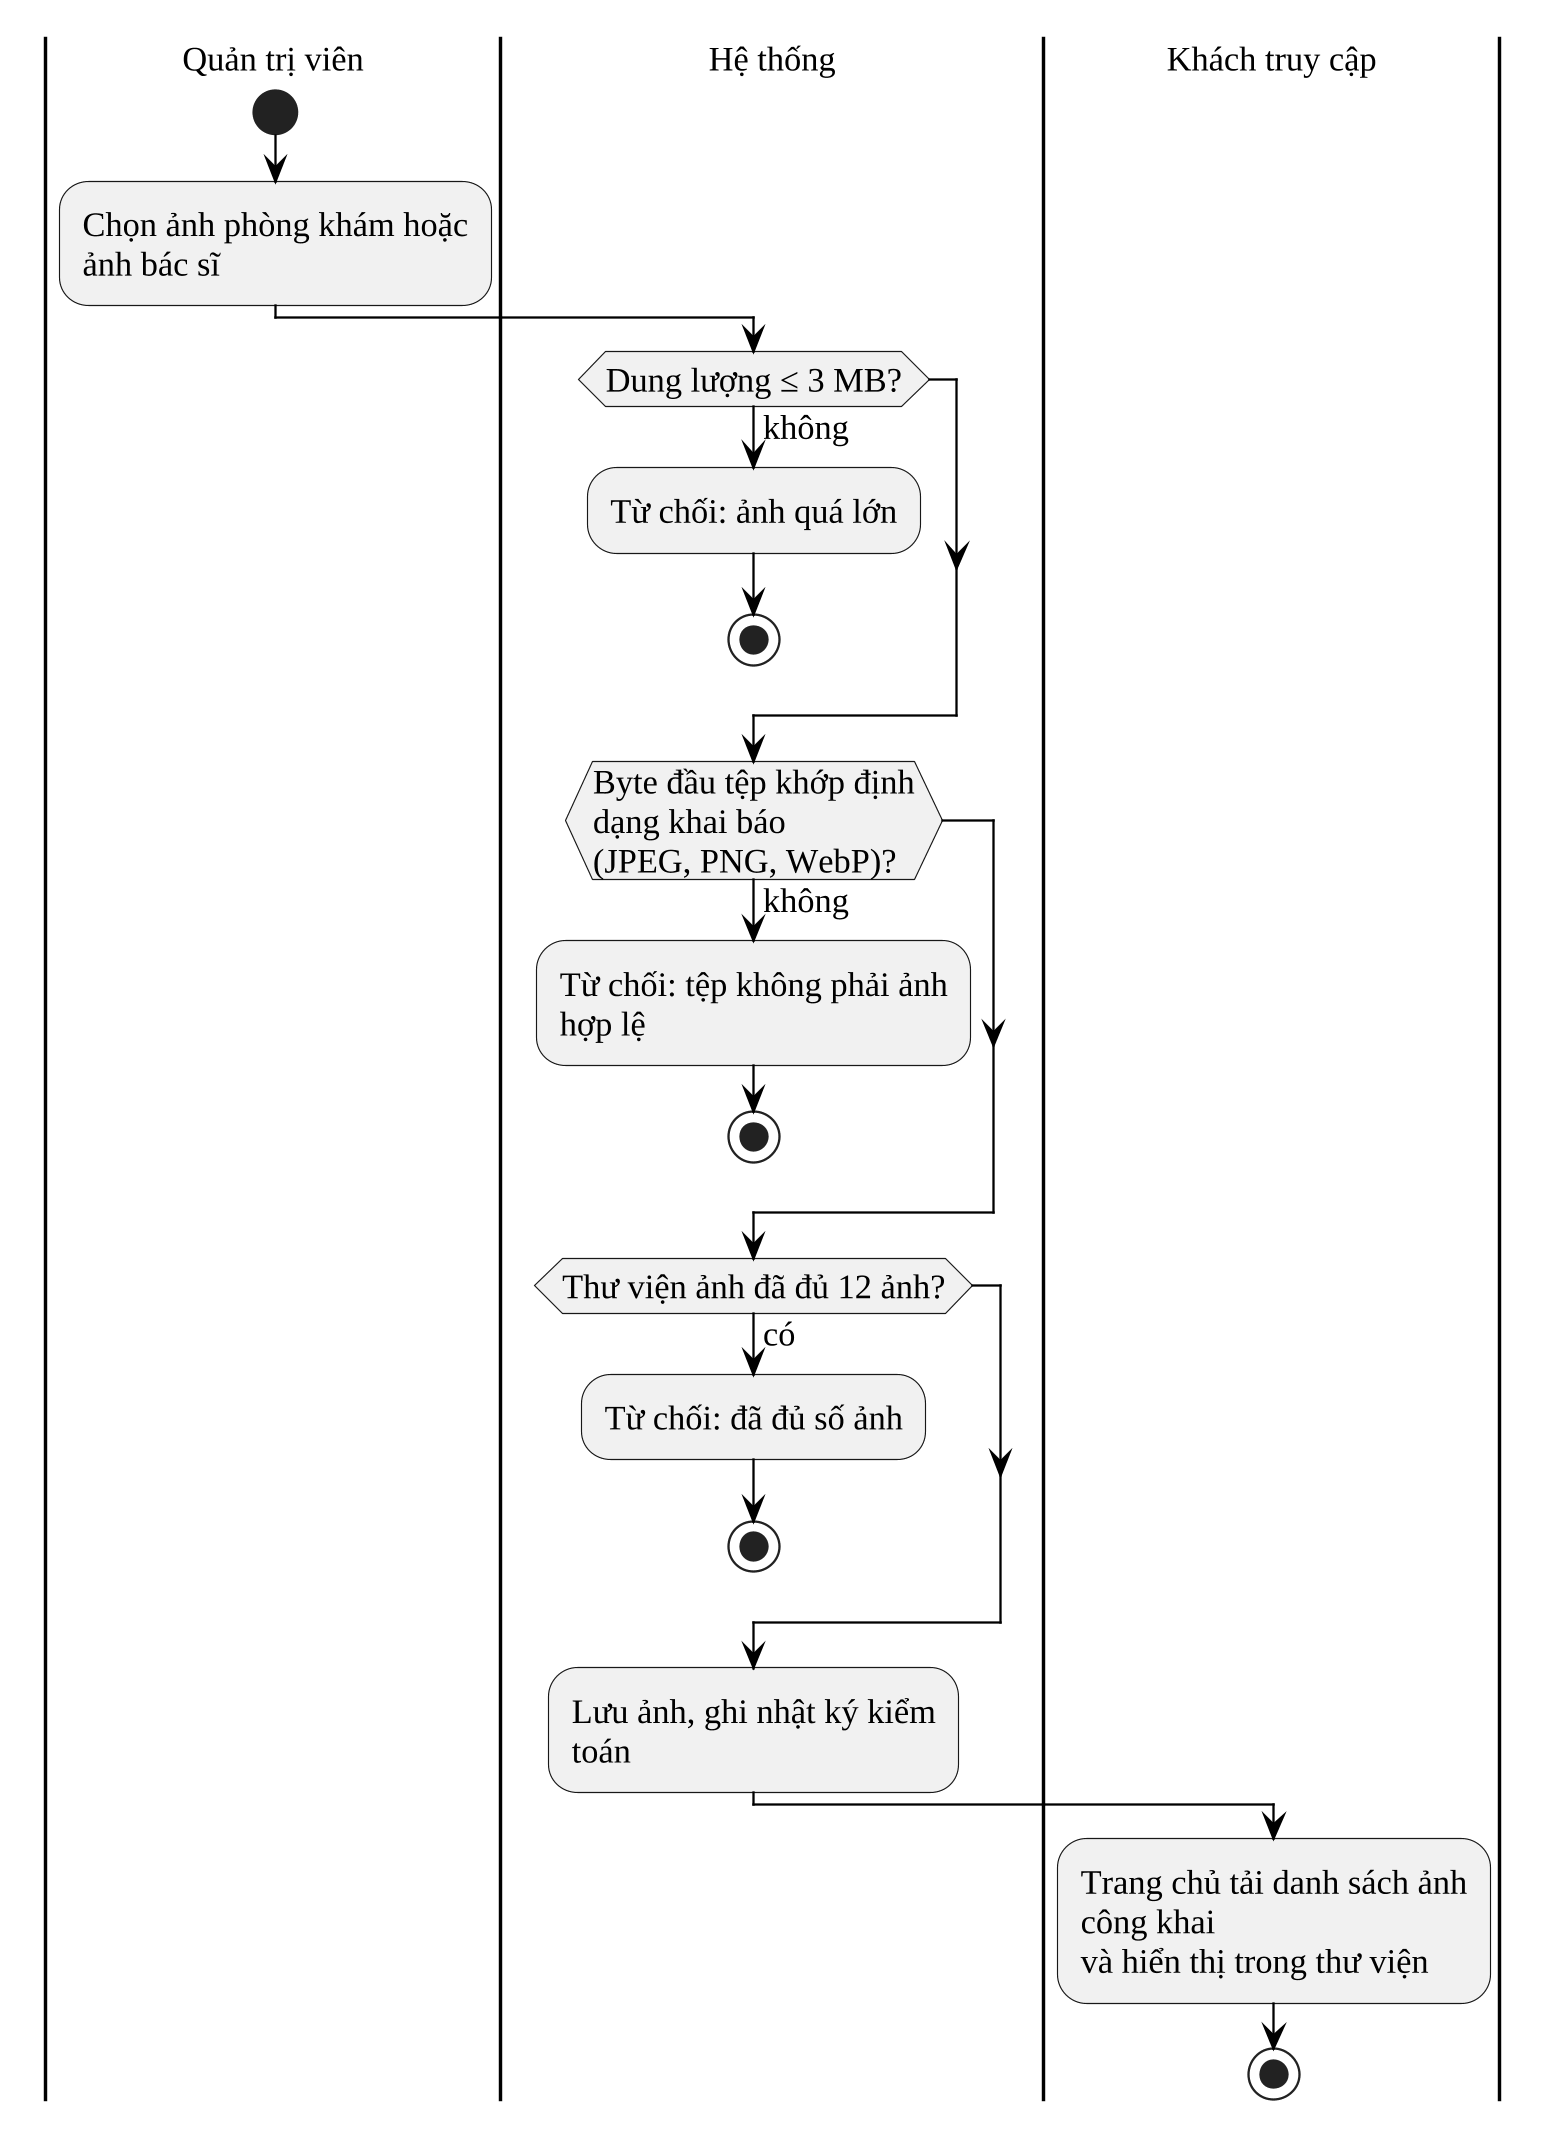 Quản trị viên
Hệ thống
Khách truy cập
Chọn ảnh phòng khám hoặc
ảnh bác sĩ
Dung lượng ≤ 3 MB?
không
Từ chối: ảnh quá lớn
Byte đầu tệp khớp định
dạng khai báo
(JPEG, PNG, WebP)?
không
Từ chối: tệp không phải ảnh
hợp lệ
Thư viện ảnh đã đủ 12 ảnh?
có
Từ chối: đã đủ số ảnh
Lưu ảnh, ghi nhật ký kiểm
toán
Trang chủ tải danh sách ảnh
công khai
và hiển thị trong thư viện